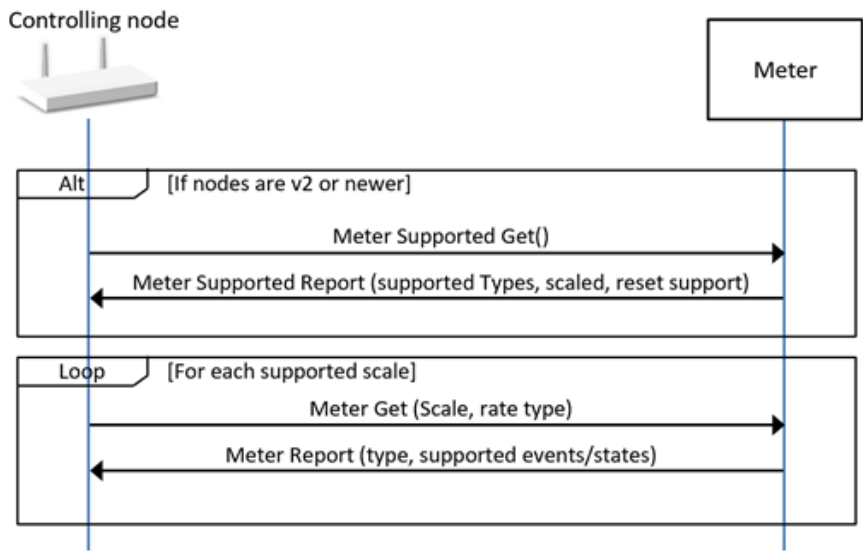 Controlling node
Meter
Alt [If nodes are v2 or newer]
Meter Supported Get()
Meter Supported Report (supported Types, scaled, reset support)
Loop [For each supported scale]
Meter Get (Scale, rate type)
Meter Report (type, supported events/states)